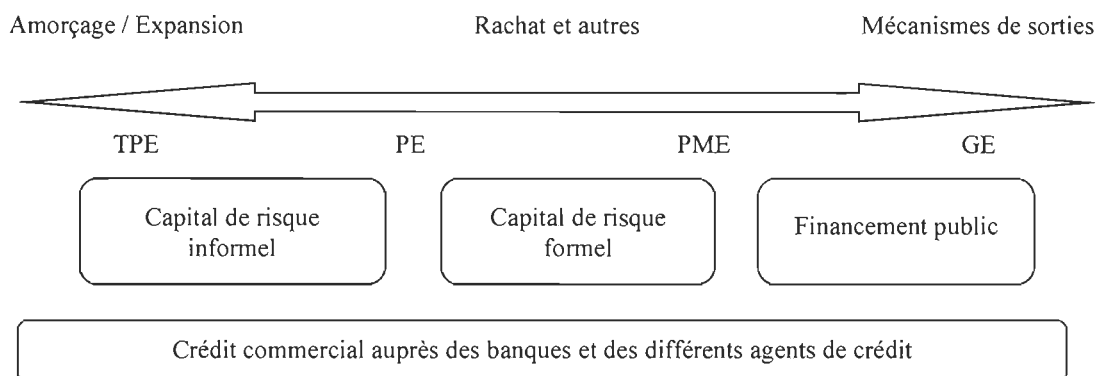 Amorçage / Expansion Rachat et autres Mécanismes de sorties
TPE PE PME GE
Capital de risque
informel
Capital de risque
formel
Financement public
Crédit commercial auprès des banques et des différents agents de crédit